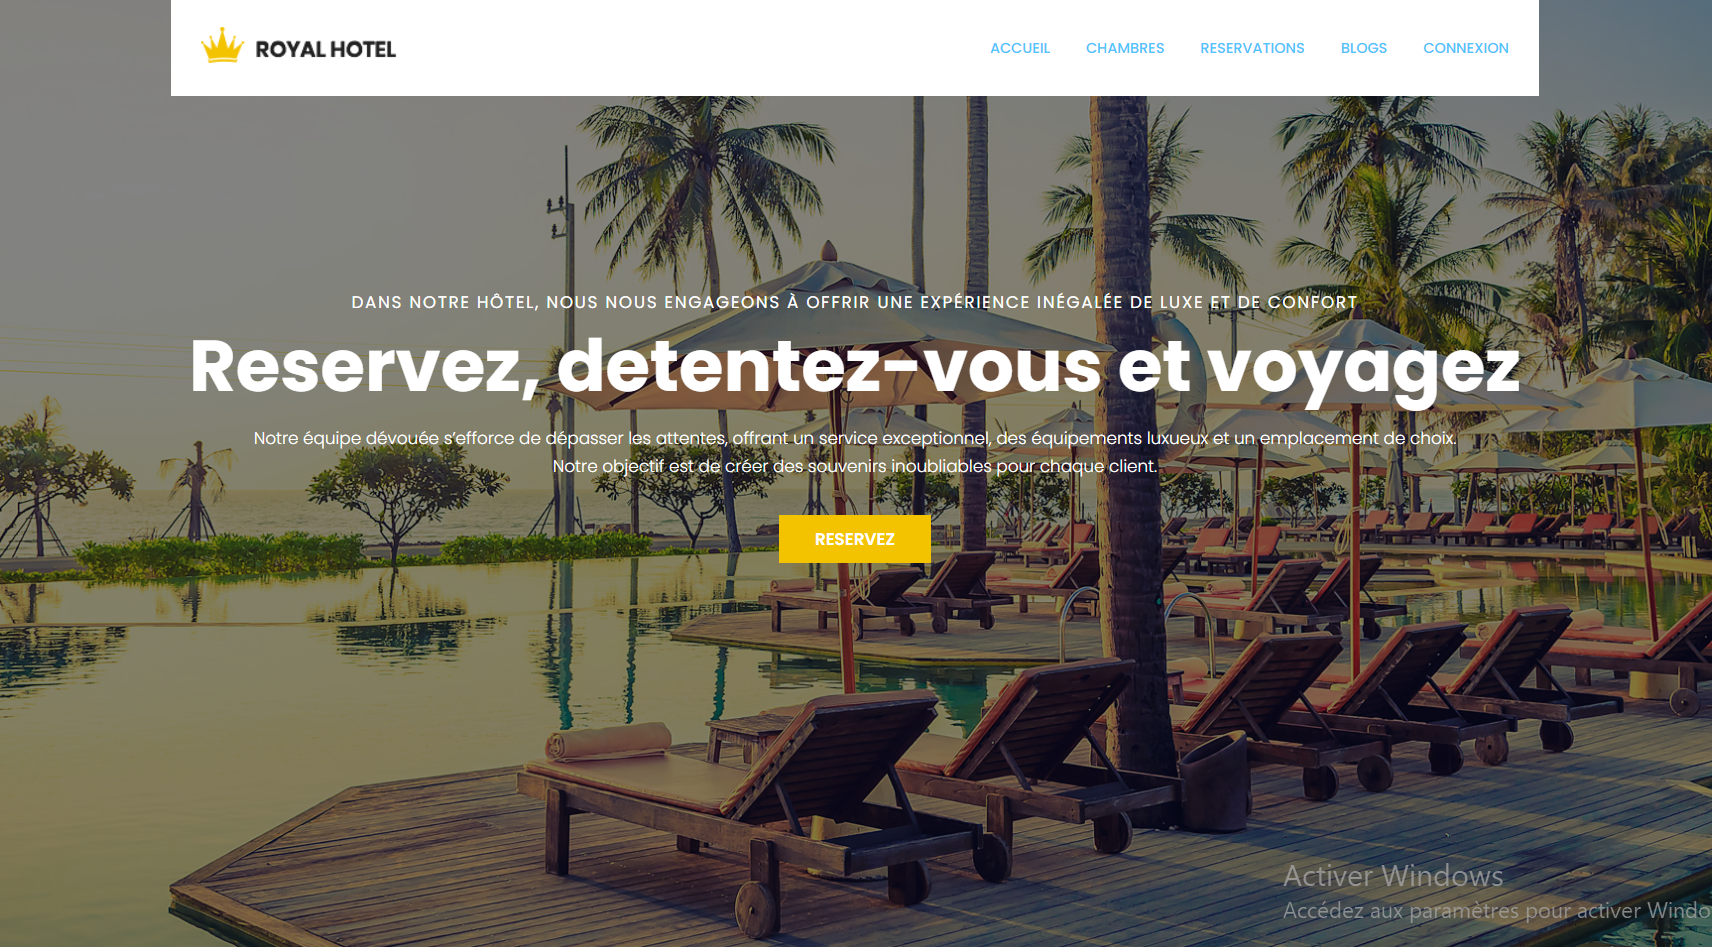 ROYAL HOTEL
ACCUEIL CHAMBRES RESERVATIONS BLOGS CONNEXION
DANS NOTRE HÔTEL, NOUS NOUS ENGAGEONS À OFFRIR UNE EXPÉRIENCE INÉGALÉE DE LUXE ET DE CONFORT
Reservez, detentez-vous et voyagez
Notre équipe dévouée s’efforce de dépasser les attentes, offrant un service exceptionnel, des équipements luxueux et un emplacement de choix.
Notre objectif est de créer des souvenirs inoubliables pour chaque client.
RESERVEZ
Activer Windows
Accédez aux paramètres pour activer Windo